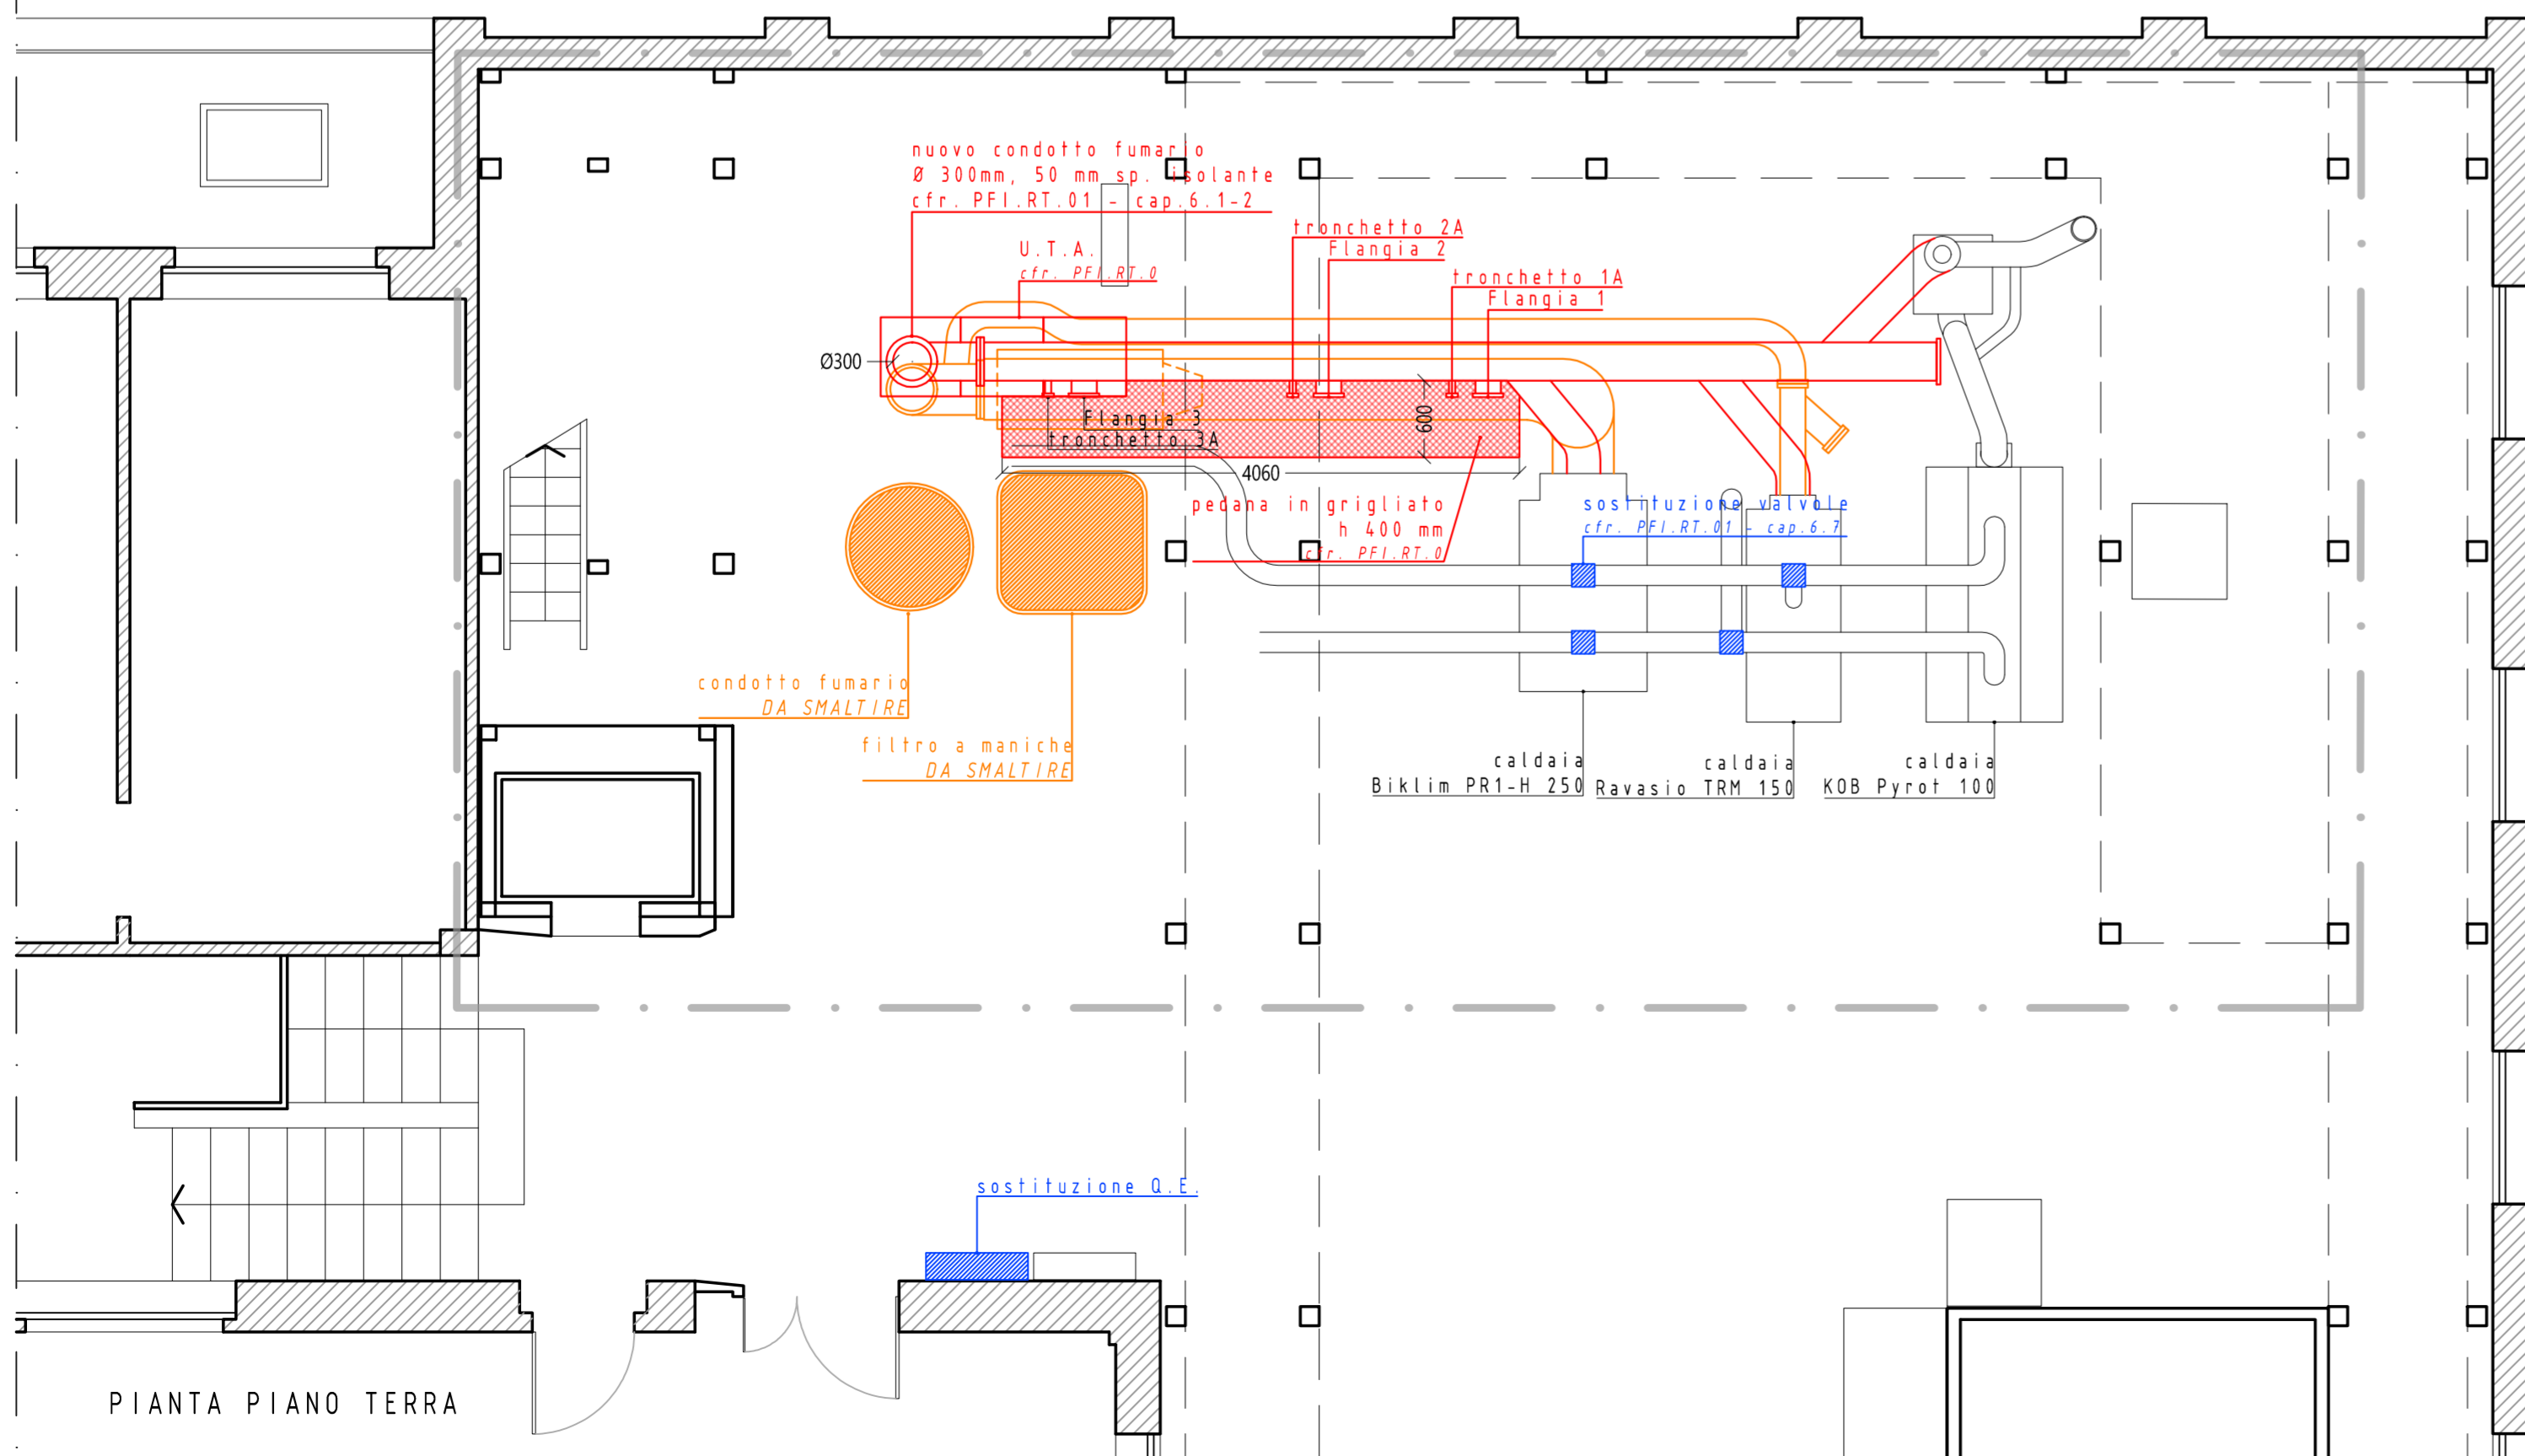 nuovo condotto fumario
Ø 300mm, 50 mm sp. isolante
cfr. PFI.RT.01 - cap.6.1-2
U.T.A.
cfr. PFI.RT.0
tronchetto 2A
Flangia 2
tronchetto 1A
Flangia 1
Ø300
Flangia 3
tronchetto 3A
600
4060
pedana in grigliato
h 400 mm
cfr. PFI.RT.0
sostituzione valvole
cfr. PFI.RT.01 - cap.6.7
condotto fumario
DA SMALTIRE
filtro a maniche
DA SMALTIRE
caldaia
Biklim PR1-H 250
caldaia
Ravasio TRM 150
caldaia
KOB Pyrot 100
sostituzione Q.E.
PIANTA PIANO TERRA